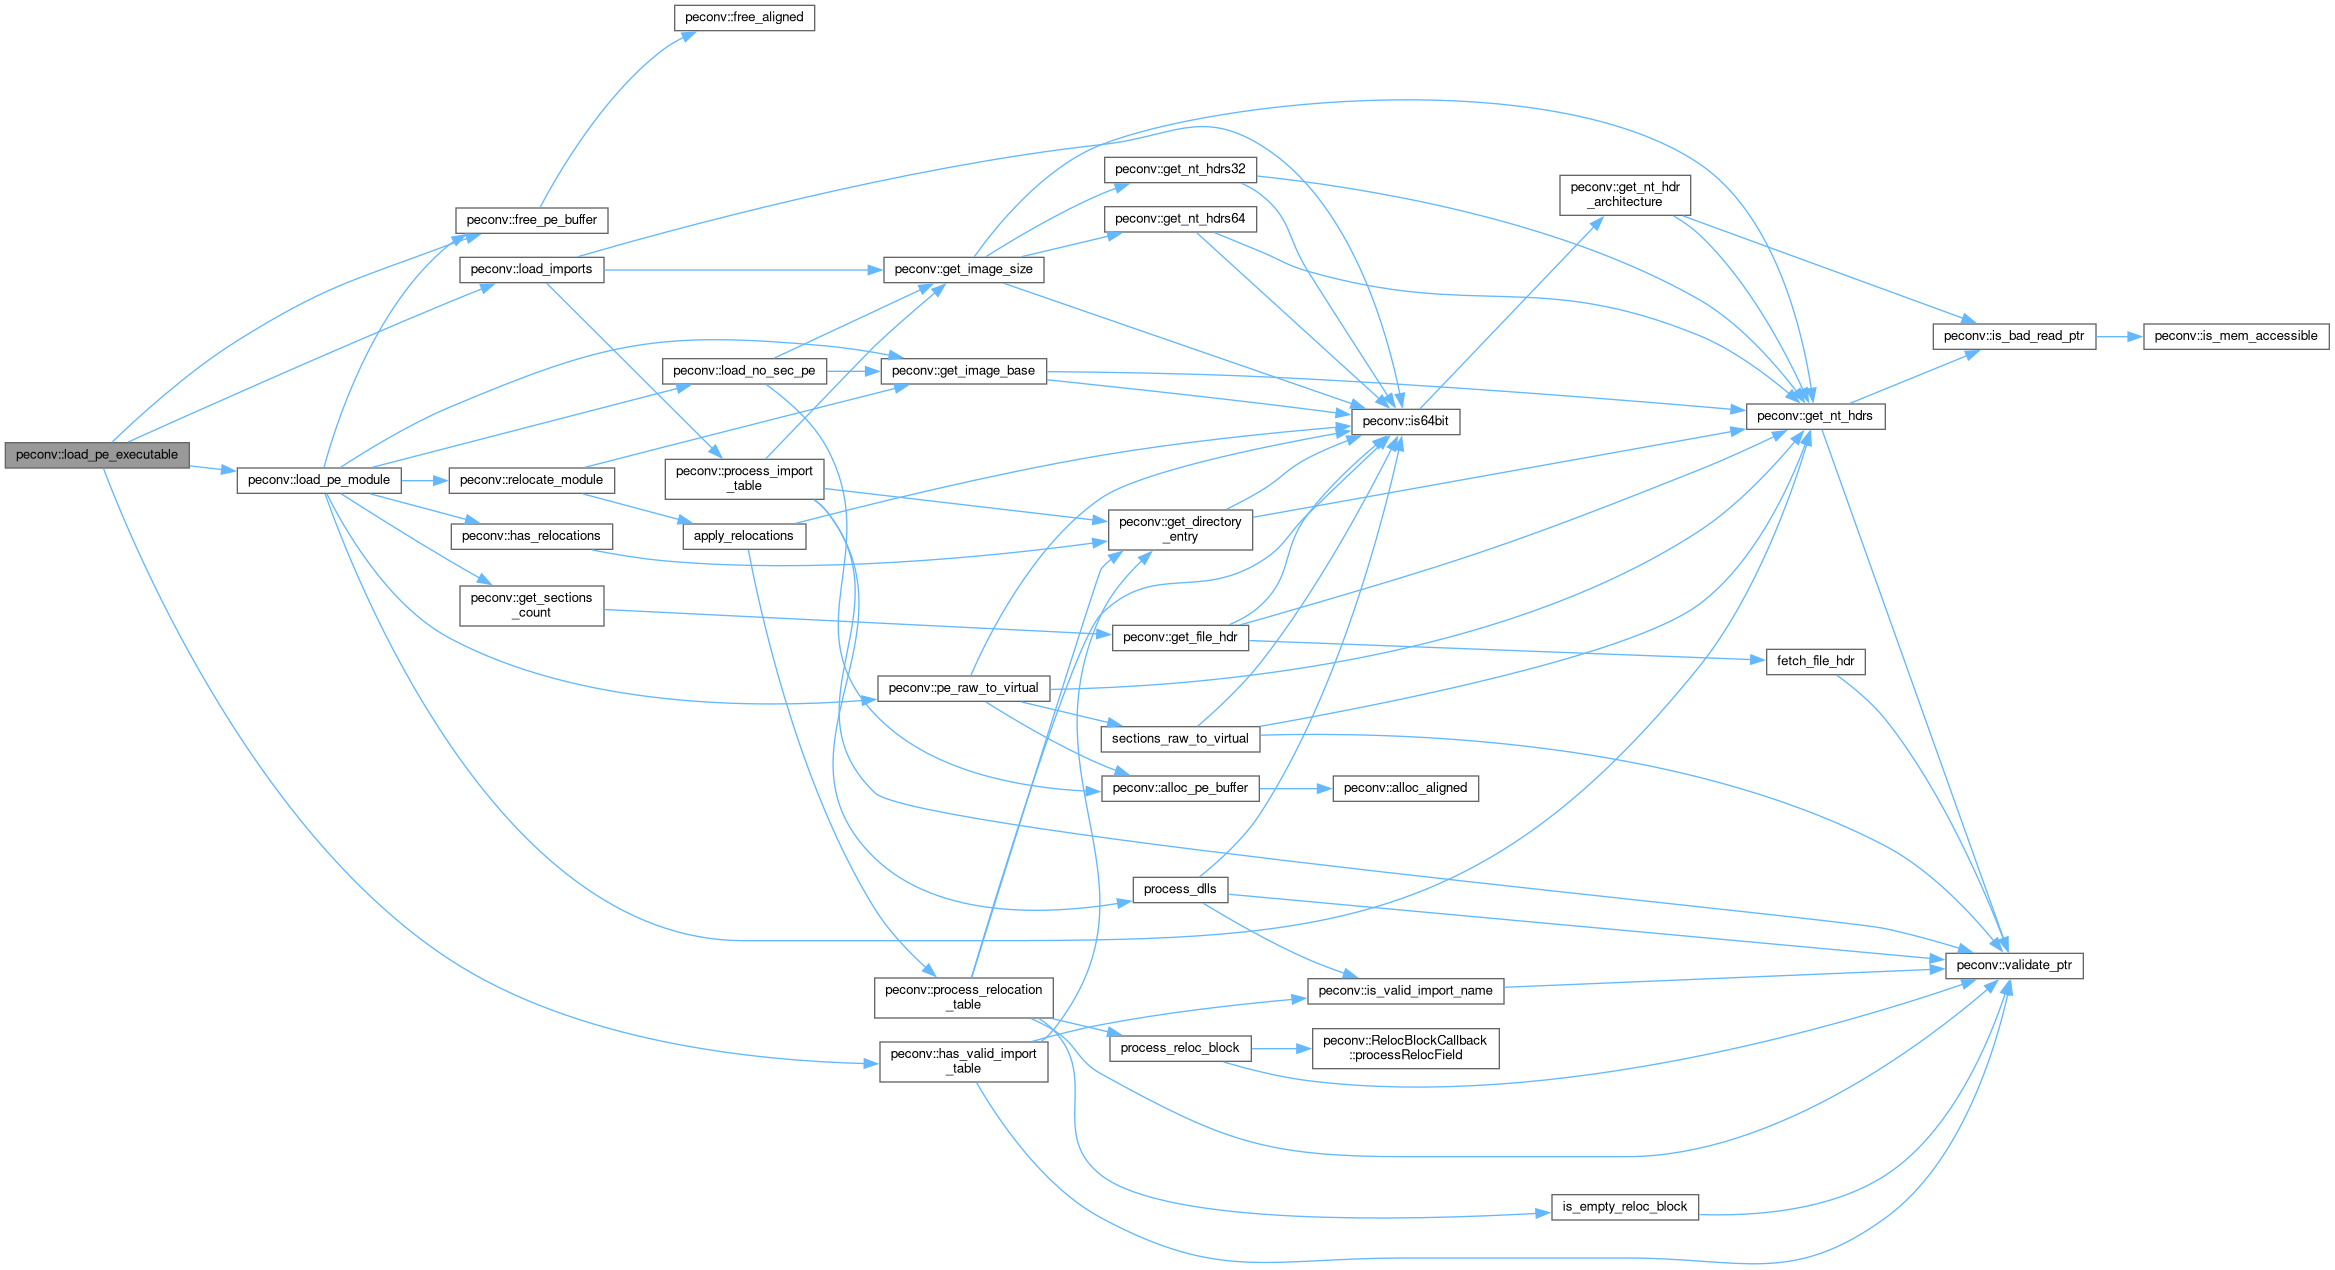 peconv::free_aligned
peconv::get_nt_hdrs32
peconv::get_nt_hdr
_architecture
peconv::free_pe_buffer
peconv::get_nt_hdrs64
peconv::load_imports
peconv::get_image_size
peconv::is_bad_read_ptr
peconv::is_mem_accessible
peconv::load_no_sec_pe
peconv::get_image_base
peconv::is64bit
peconv::get_nt_hdrs
peconv::load_pe_executable
peconv::load_pe_module
peconv::relocate_module
peconv::process_import
_table
peconv::has_relocations
apply_relocations
peconv::get_directory
_entry
peconv::get_sections
_count
peconv::get_file_hdr
fetch_file_hdr
peconv::pe_raw_to_virtual
sections_raw_to_virtual
peconv::alloc_pe_buffer
peconv::alloc_aligned
process_dlls
peconv::validate_ptr
peconv::process_relocation
_table
peconv::is_valid_import_name
peconv::has_valid_import
_table
process_reloc_block
peconv::RelocBlockCallback
::processRelocField
is_empty_reloc_block